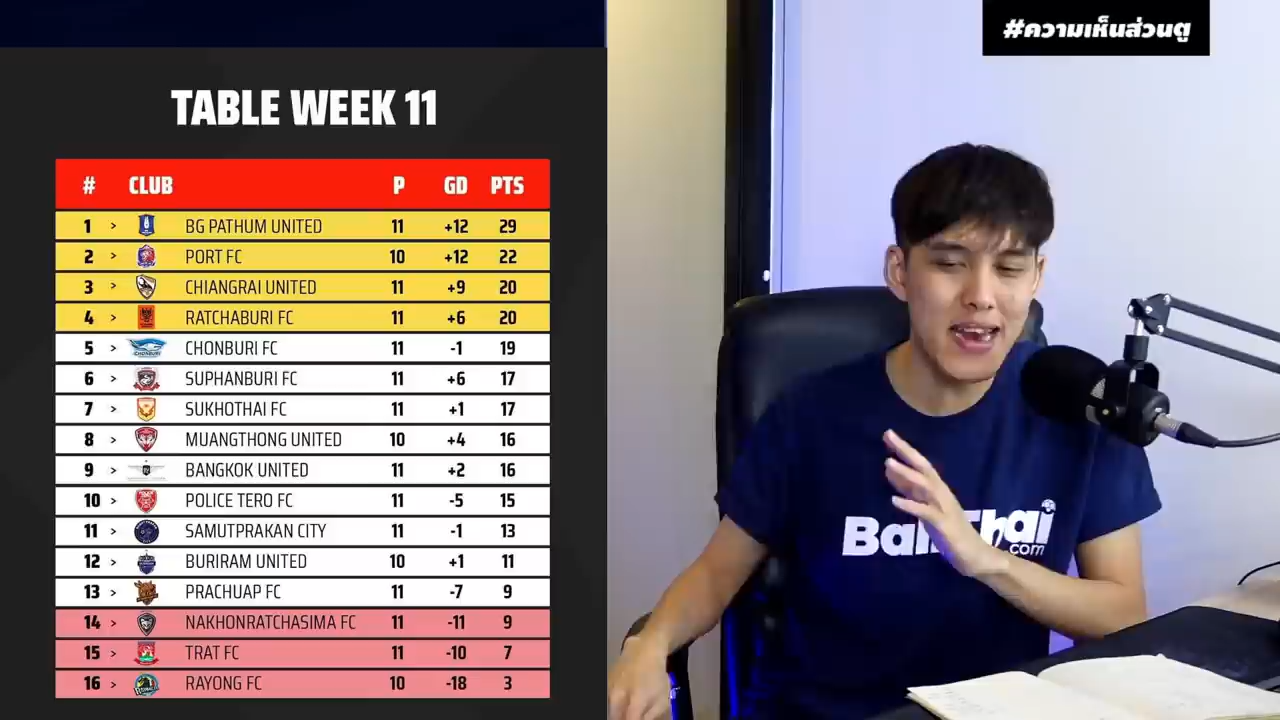 #ความเห็นส่วนตู
TABLE WEEK 11
# CLUB P GD PTS
1 > BG PATHUM UNITED 11 +12 29
2 > PORT FC 10 +12 22
3 > CHIANGRAI UNITED 11 +9 20
4 > RATCHABURI FC 11 +6 20
5 > CHONBURI FC 11 -1 19
6 > SUPHANBURI FC 11 +6 17
7 > SUKHOTHAI FC 11 +1 17
8 > MUANGTHONG UNITED 10 +4 16
9 > BANGKOK UNITED 11 +2 16
10 > POLICE TERO FC 11 -5 15
11 > SAMUTPRAKAN CITY 11 -1 13
12 > BURIRAM UNITED 10 +1 11
13 > PRACHUAP FC 11 -7 9
14 > NAKHONRATCHASIMA FC 11 -11 9
15 > TRAT FC 11 -10 7
16 > RAYONG FC 10 -18 3
BallThai
.com